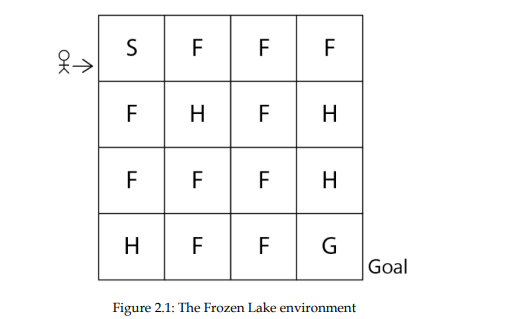 S F F F
F H F H
F F F H
H F F G
Goal
Figure 2.1: The Frozen Lake environment